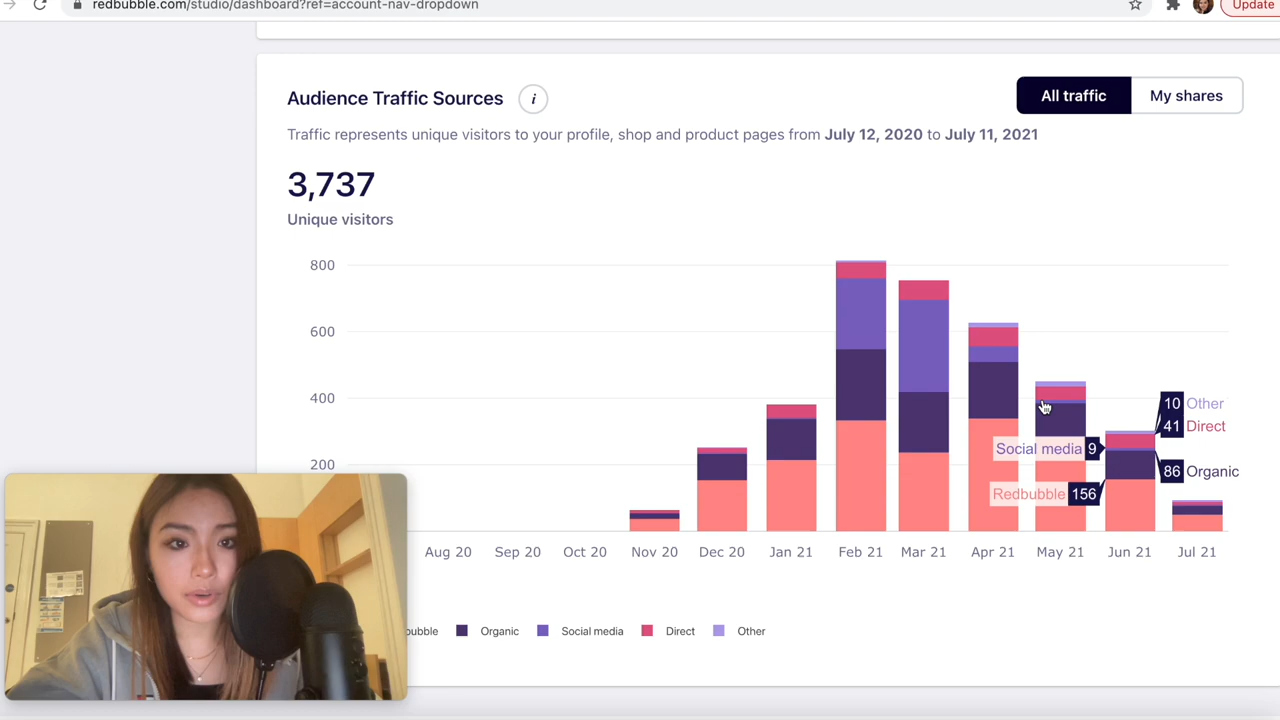 redbubble.com/studio/dashboard?ref=account-nav-dropdown
Update
Audience Traffic Sources i
All traffic
My shares
Traffic represents unique visitors to your profile, shop and product pages from July 12, 2020 to July 11, 2021
3,737
Unique visitors
800
600
400
200
10 Other
41 Direct
Social media 9
86 Organic
Redbubble 156
Aug 20 Sep 20 Oct 20 Nov 20 Dec 20 Jan 21 Feb 21 Mar 21 Apr 21 May 21 Jun 21 Jul 21
bubble Organic Social media Direct Other